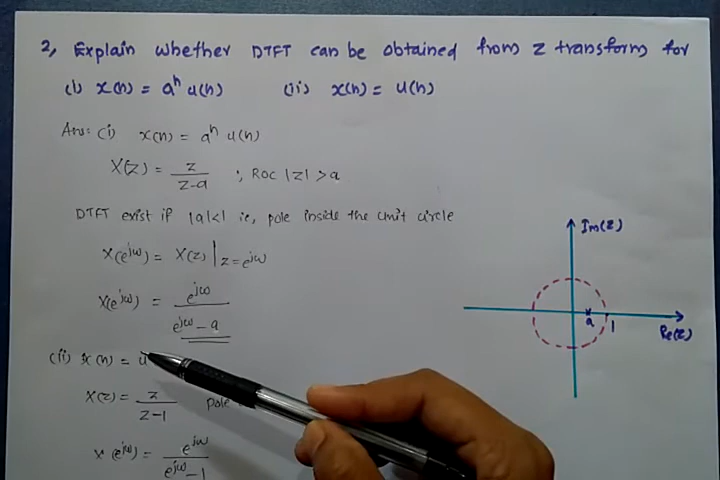 2, Explain whether DTFT can be obtained from z transform for
(i) x(n) = aⁿ u(n) (ii) x(n) = u(n)
Ans: (i) x(n) = aⁿ u(n)
X(z) = z / z-a ; ROC |z| > a
DTFT exist if |a|<1 ie, pole inside the unit circle
X(e^jω) = X(z) | z = e^jω
X(e^jω) = e^jω / e^jω - a
(ii) x(n) = u
X(z) = z / z-1 pole
X(e^jω) = e^jω / e^jω - 1
Im(z)
a 1
Re(z)